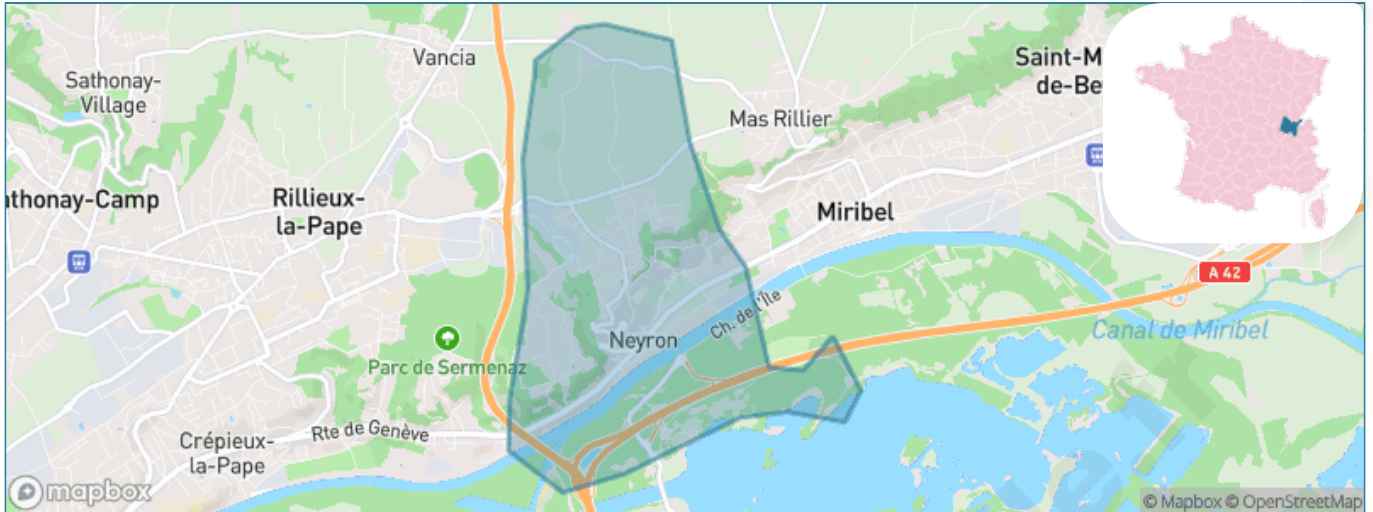 Vancia
Sathonay-
Village
Saint-M
de-Be
Mas Rillier
athonay-Camp
Rillieux-
la-Pape
Miribel
A 42
Ch. de l'Île
Neyron
Canal de Miribel
Parc de Sermenaz
Rte de Genève
Crépieux-
la-Pape
mapbox
© Mapbox © OpenStreetMap